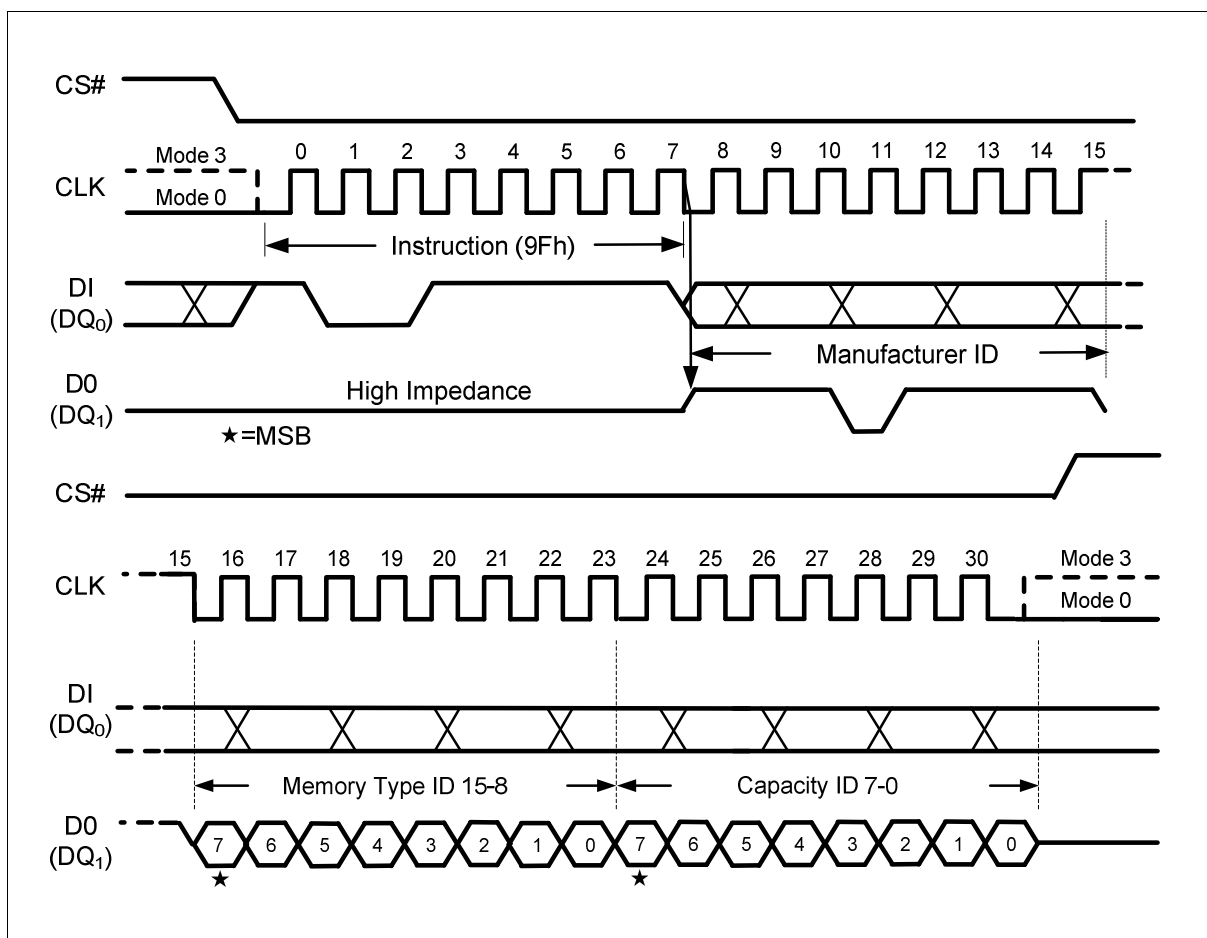 CS#
Mode 3
0 1 2 3 4 5 6 7 8 9 10 11 12 13 14 15
CLK
Mode 0
Instruction (9Fh)
DI
(DQ₀)
Manufacturer ID
D0
(DQ₁)
High Impedance
★=MSB
CS#
15 16 17 18 19 20 21 22 23 24 25 26 27 28 29 30
Mode 3
CLK
Mode 0
DI
(DQ₀)
Memory Type ID 15-8
Capacity ID 7-0
D0
(DQ₁)
7 6 5 4 3 2 1 0 7 6 5 4 3 2 1 0
★ ★